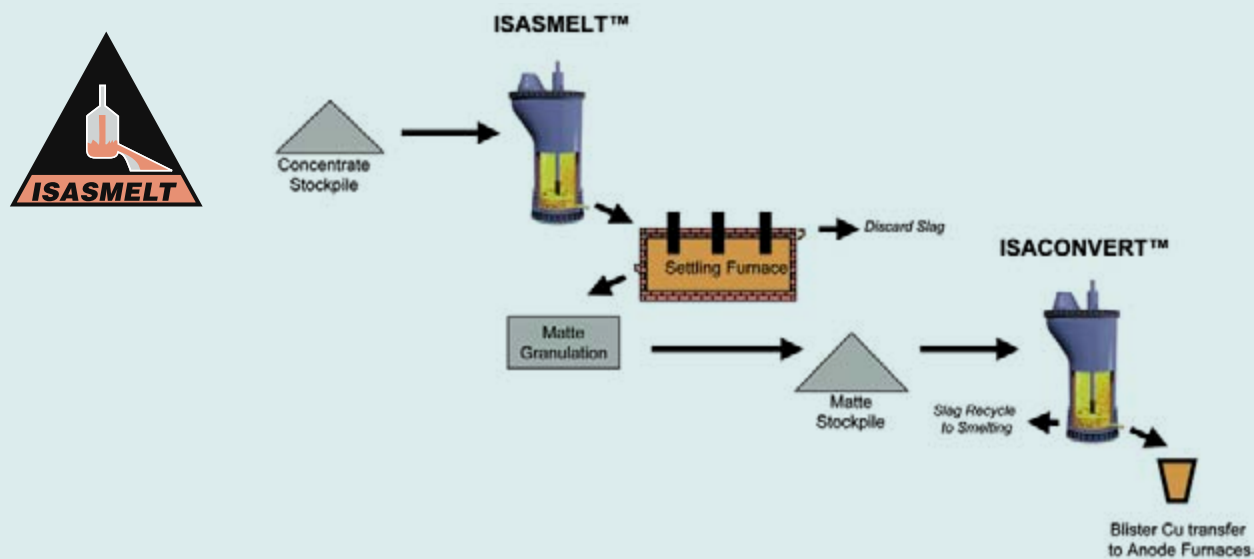 ISASMELT™
ISASMELT
Concentrate
Stockpile
Discard Slag
Settling Furnace
ISACONVERT™
Matte
Granulation
Matte
Stockpile
Slag Recycle
to Smelting
Blister Cu transfer
to Anode Furnaces